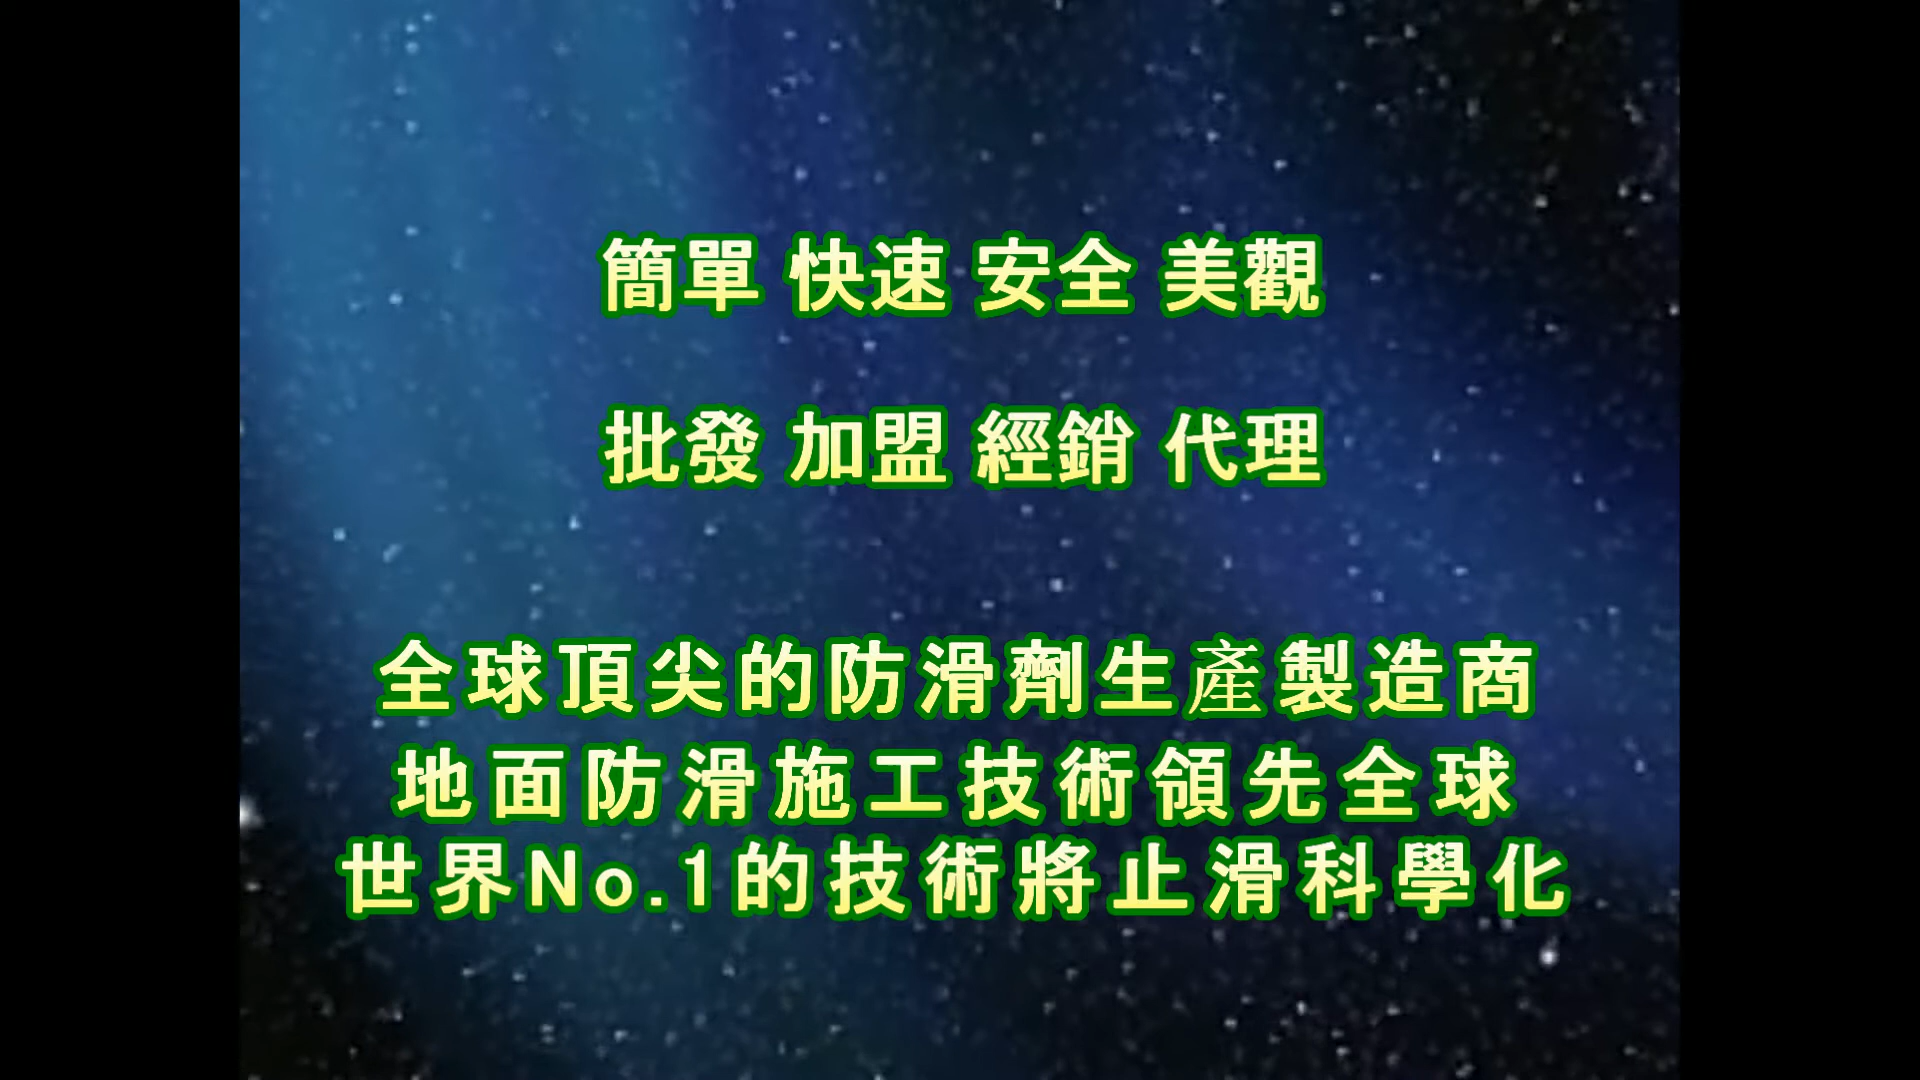 簡單 快速 安全 美觀
批發 加盟 經銷 代理
全球頂尖的防滑劑生產製造商
地面防滑施工技術領先全球
世界No.1的技術將止滑科學化